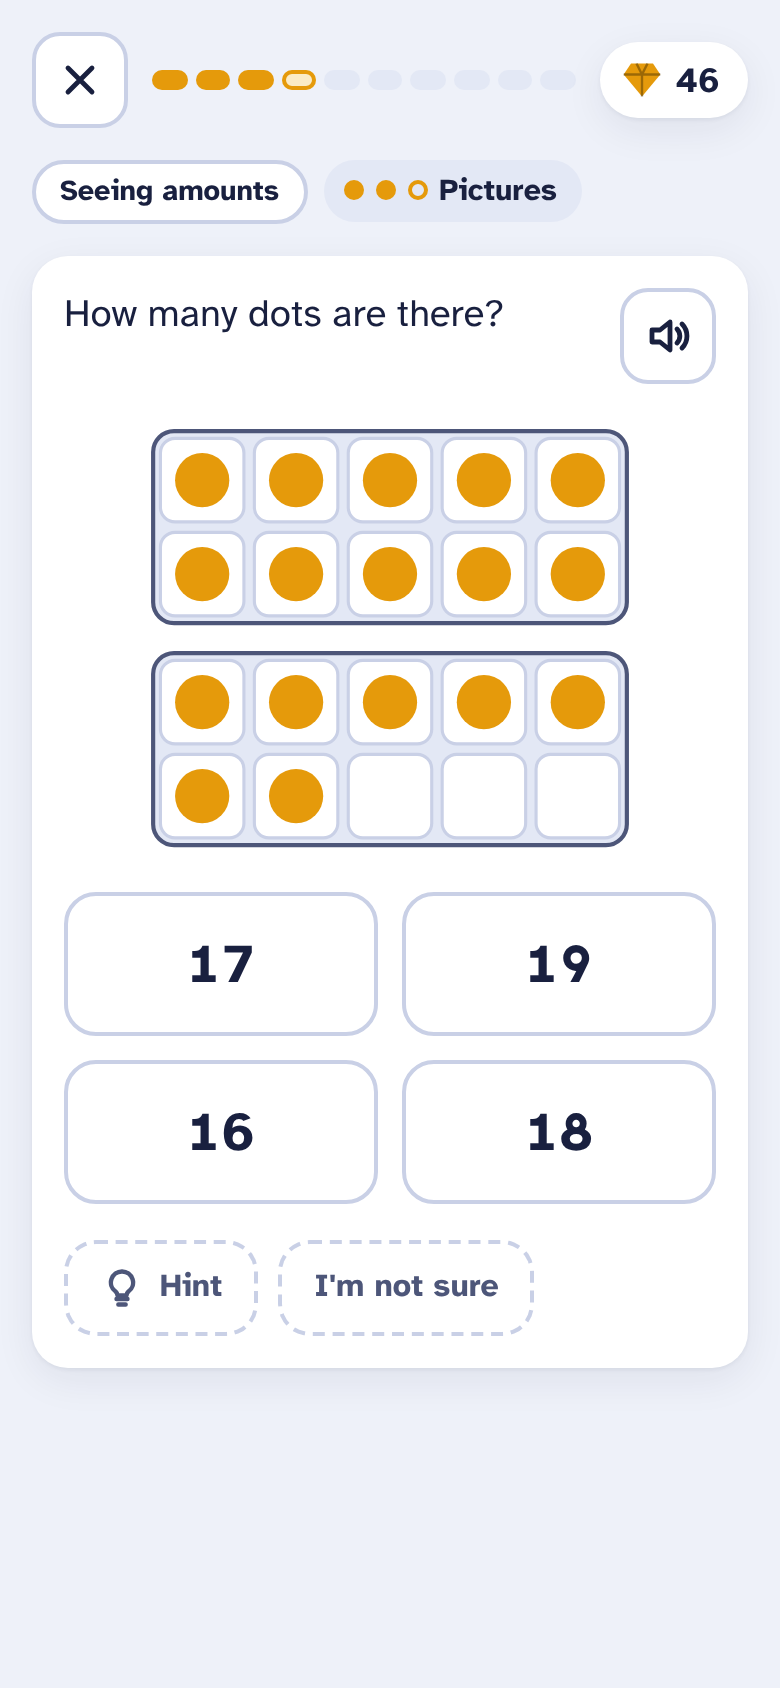 46
Seeing amounts
Pictures
How many dots are there?
17
19
16
18
Hint
I'm not sure